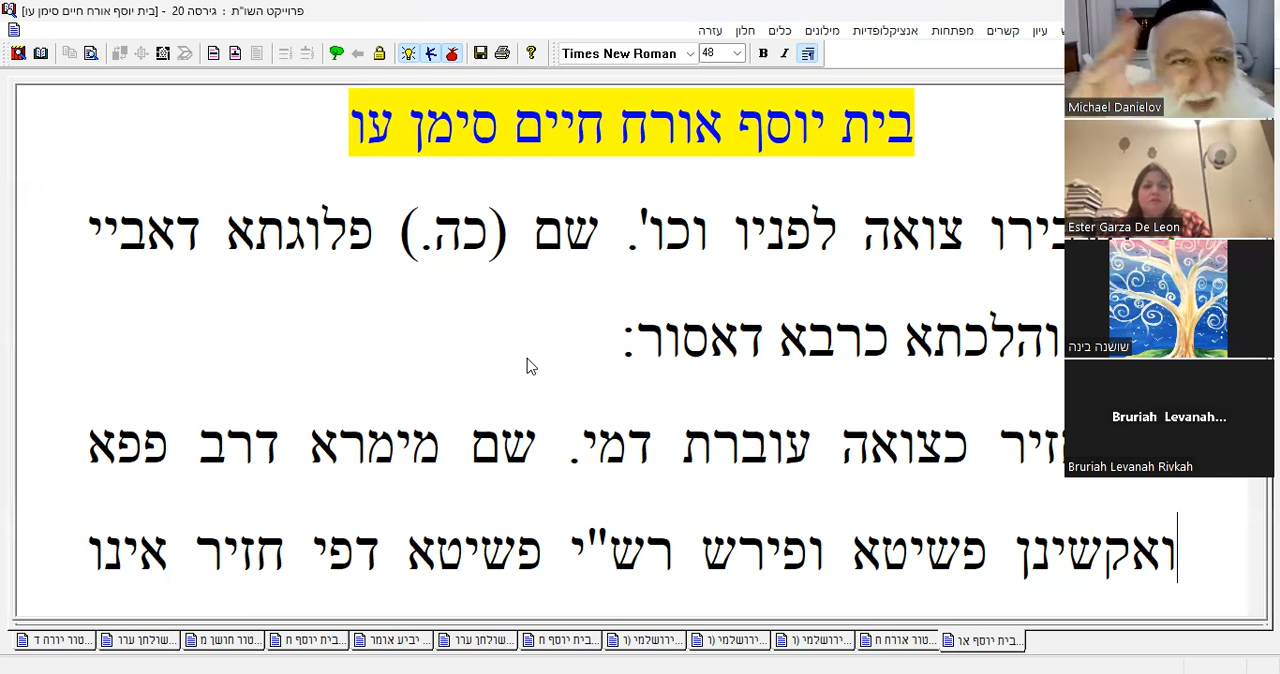 פרוייקט השו"ת : גירסה 20 - [בית יוסף אורח חיים סימן עו]
עיון קשרים מפתחות אנציקלופדיות מילונים כלים חלון עזרה
Times New Roman 48 B I
בית יוסף אורח חיים סימן עו
צואה לפניו וכו'. שם (כה.) פלוגתא דאביי
והלכתא כרבא דאסור:
כצואה עוברת דמי. שם מימרא דרב פפא
ואקשינן פשיטא ופירש רש"י פשיטא דפי חזיר אינו
Michael Danielov
Ester Garza De Leon
שושנה בינה
Bruriah Levanah...
Bruriah Levanah Rivkah
בית יוסף או...
טור אורח ח...
ירושלמי (ו...
ירושלמי (ו...
ירושלמי (ו...
בית יוסף ח...
שולחן ערו...
יביע אומר ...
בית יוסף ח...
טור חושן מ...
שולחן ערו...
טור יורה ד...